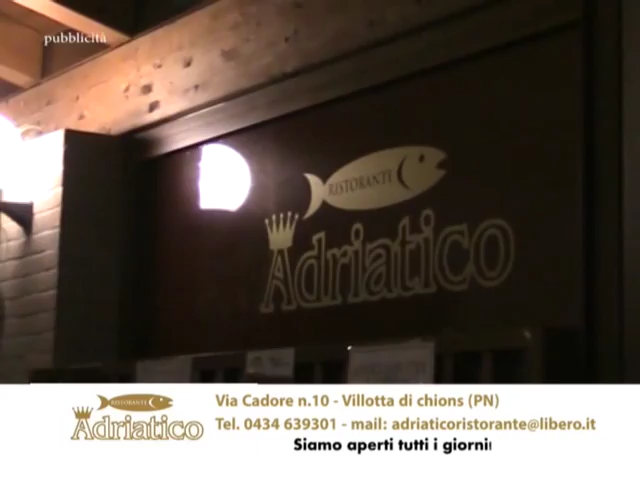 pubblicità
RISTORANTE
Adriatico
RISTORANTE
Adriatico
Via Cadore n.10 - Villotta di chions (PN)
Tel. 0434 639301 - mail: adriaticoristorante@libero.it
Siamo aperti tutti i giorni